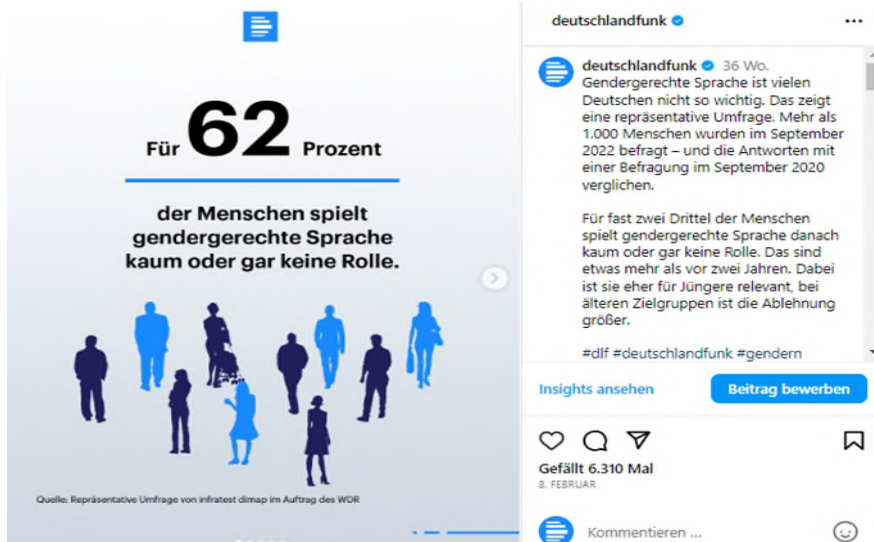 Für 62 Prozent
der Menschen spielt
gendergerechte Sprache
kaum oder gar keine Rolle.
Quelle: Repräsentative Umfrage von infratest dimap im Auftrag des WDR
deutschlandfunk
deutschlandfunk 36 Wo.
Gendergerechte Sprache ist vielen
Deutschen nicht so wichtig. Das zeigt
eine repräsentative Umfrage. Mehr als
1.000 Menschen wurden im September
2022 befragt – und die Antworten mit
einer Befragung im September 2020
verglichen.
Für fast zwei Drittel der Menschen
spielt gendergerechte Sprache danach
kaum oder gar keine Rolle. Das sind
etwas mehr als vor zwei Jahren. Dabei
ist sie eher für Jüngere relevant, bei
älteren Zielgruppen ist die Ablehnung
größer.
#dlf #deutschlandfunk #gendern
Insights ansehen
Beitrag bewerben
Gefällt 6.310 Mal
8. FEBRUAR
Kommentieren ...